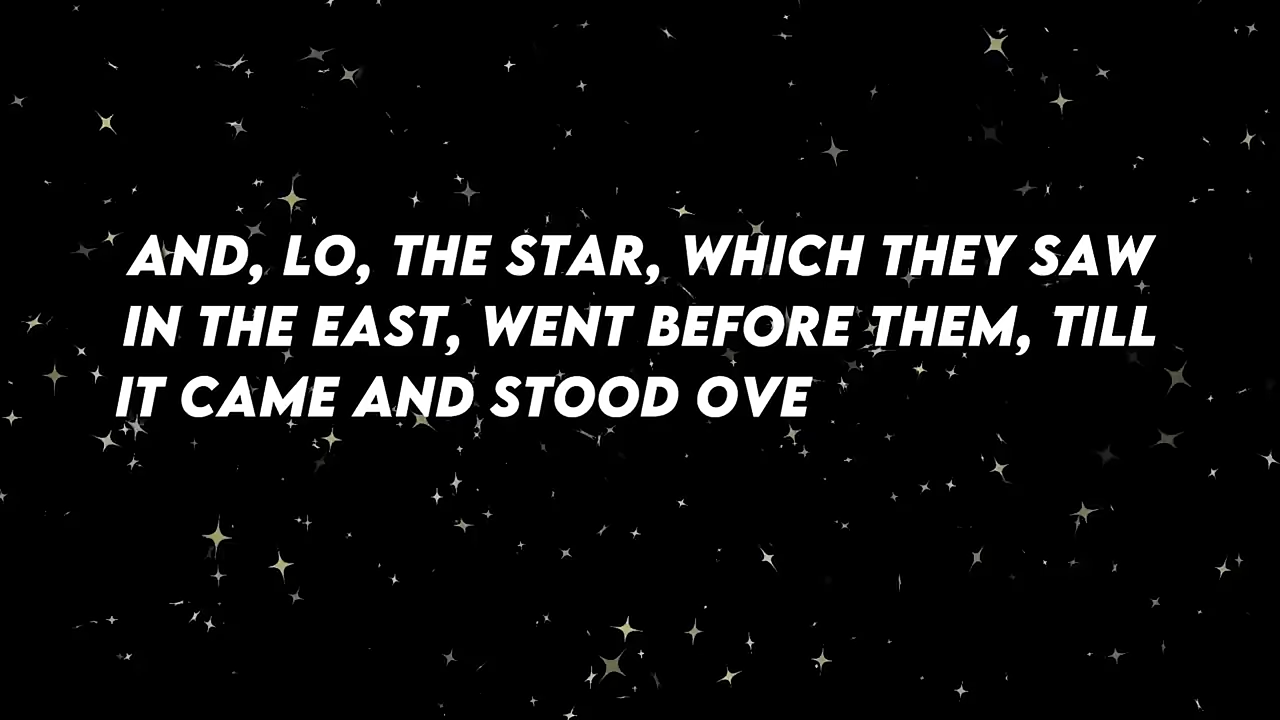 AND, LO, THE STAR, WHICH THEY SAW
IN THE EAST, WENT BEFORE THEM, TILL
IT CAME AND STOOD OVE